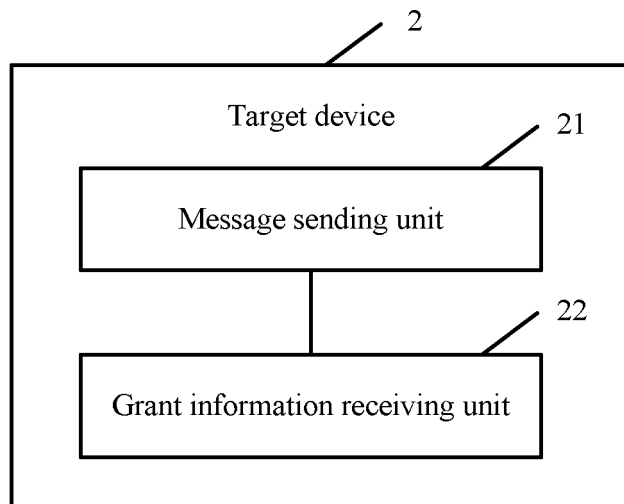 2
Target device
21
Message sending unit
22
Grant information receiving unit